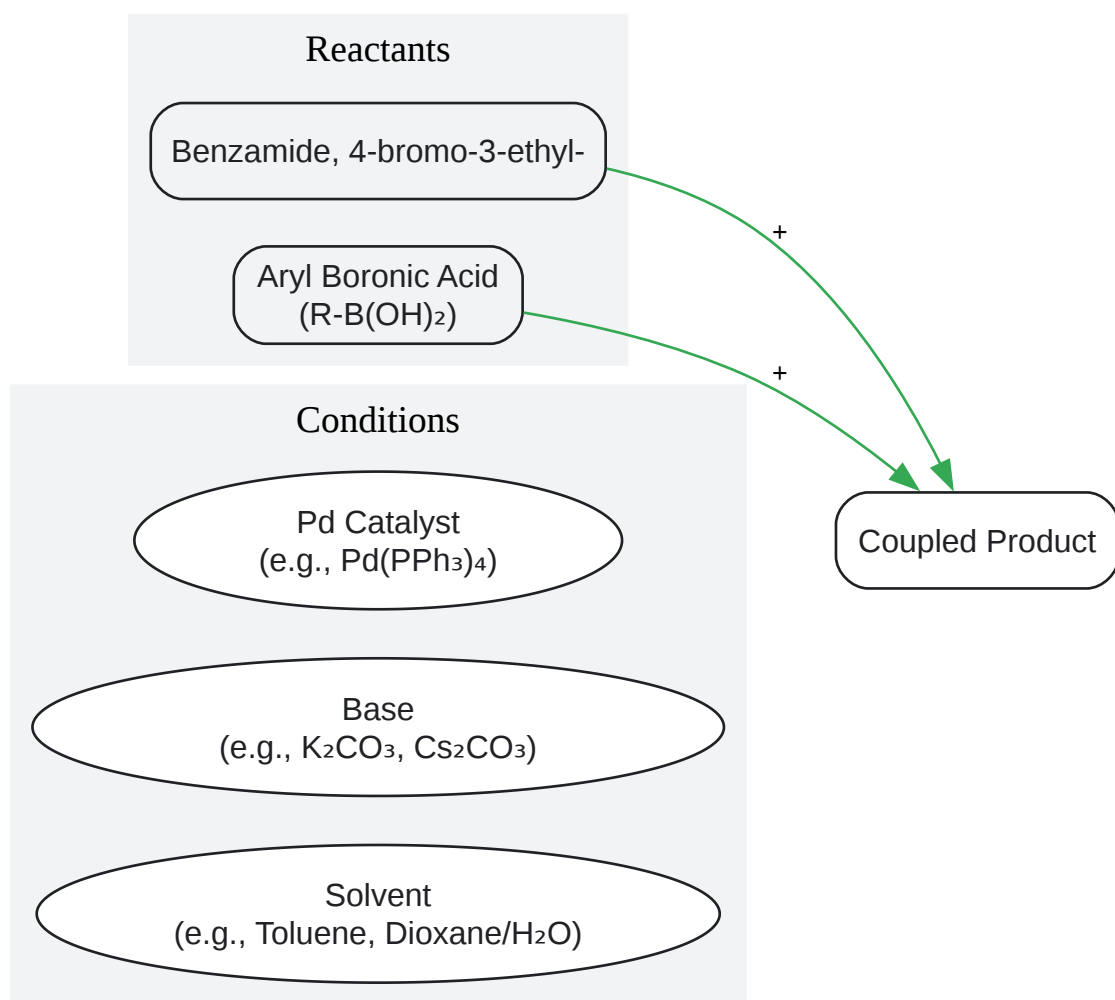 Reactants
Benzamide, 4-bromo-3-ethyl-
+
Aryl Boronic Acid
(R-B(OH)₂)
+
Conditions
Pd Catalyst
(e.g., Pd(PPh₃)₄)
Coupled Product
Base
(e.g., K₂CO₃, Cs₂CO₃)
Solvent
(e.g., Toluene, Dioxane/H₂O)